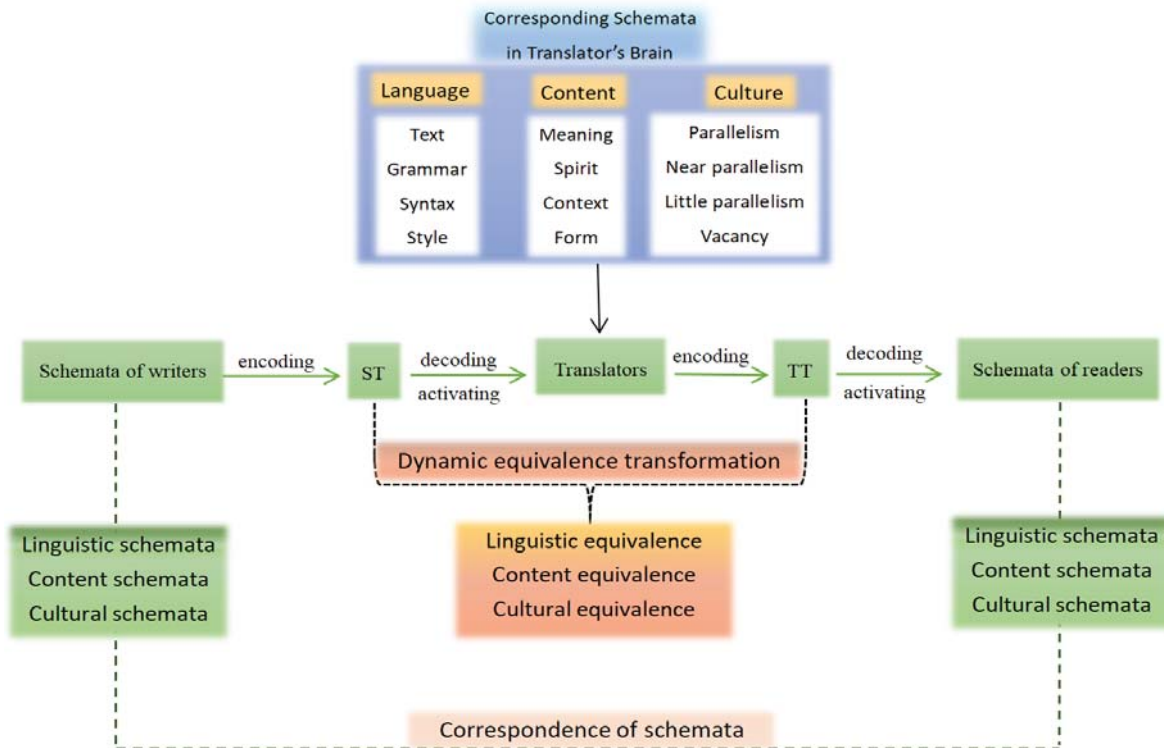 Corresponding Schemata
in Translator's Brain
Language
Content
Culture
Text
Grammar
Syntax
Style
Meaning
Spirit
Context
Form
Parallelism
Near parallelism
Little parallelism
Vacancy
Schemata of writers
encoding
ST
decoding
activating
Translators
encoding
TT
decoding
activating
Schemata of readers
Dynamic equivalence transformation
Linguistic schemata
Content schemata
Cultural schemata
Linguistic equivalence
Content equivalence
Cultural equivalence
Linguistic schemata
Content schemata
Cultural schemata
Correspondence of schemata